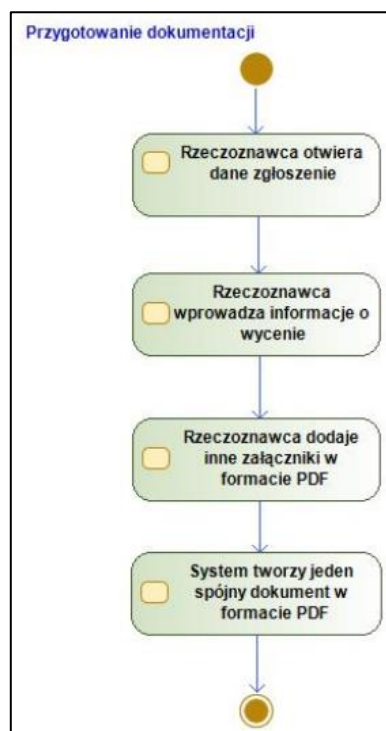 Przygotowanie dokumentacji
Rzeczoznawca otwiera
dane zgłoszenie
Rzeczoznawca
wprowadza informacje o
wycenie
Rzeczoznawca dodaje
inne załączniki w
formacie PDF
System tworzy jeden
spójny dokument w
formacie PDF